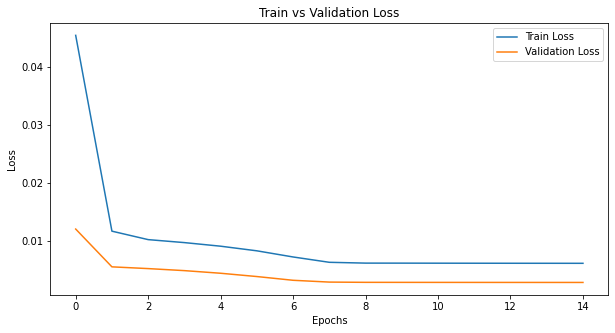 Train vs Validation Loss
Train Loss
Validation Loss
Loss
0.04
0.03
0.02
0.01
0 2 4 6 8 10 12 14
Epochs